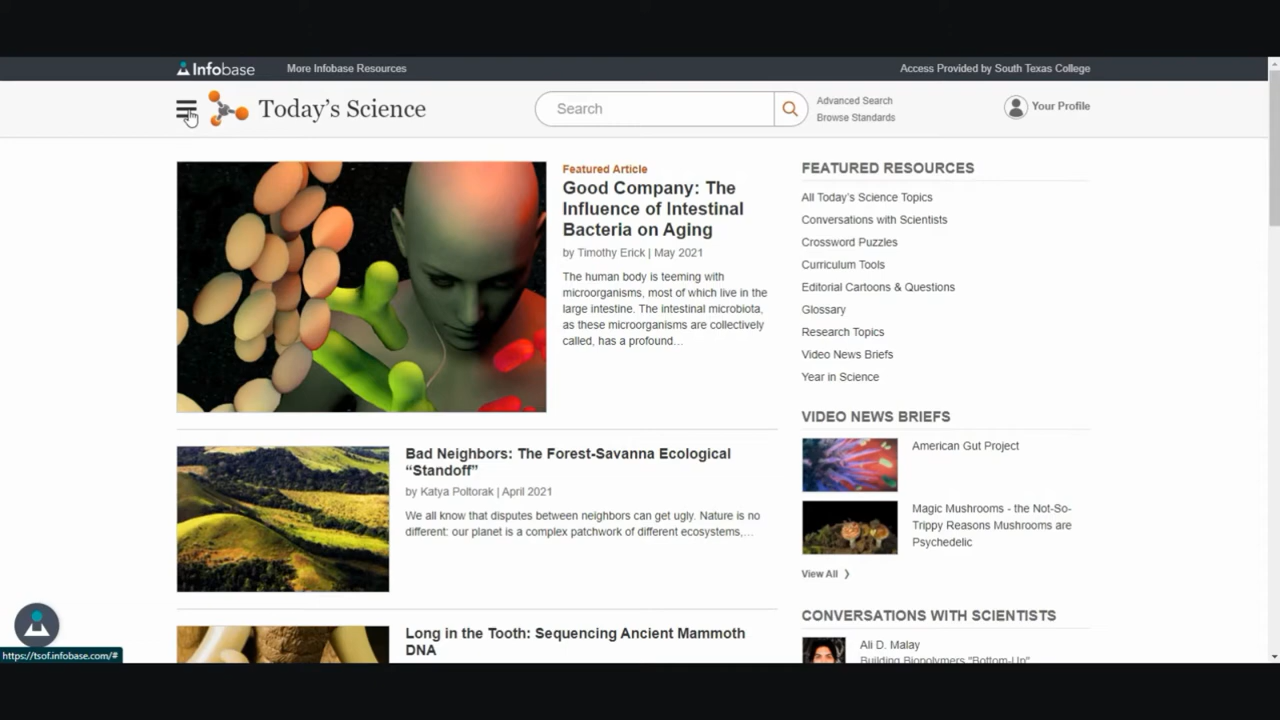 Infobase
More Infobase Resources
Access Provided by South Texas College
Today's Science
Search
Advanced Search
Browse Standards
Your Profile
Featured Article
Good Company: The
Influence of Intestinal
Bacteria on Aging
by Timothy Erick | May 2021
The human body is teeming with
microorganisms, most of which live in the
large intestine. The intestinal microbiota,
as these microorganisms are collectively
called, has a profound…
Bad Neighbors: The Forest-Savanna Ecological
“Standoff”
by Katya Poltorak | April 2021
We all know that disputes between neighbors can get ugly. Nature is no
different: our planet is a complex patchwork of different ecosystems,…
Long in the Tooth: Sequencing Ancient Mammoth
DNA
FEATURED RESOURCES
All Today's Science Topics
Conversations with Scientists
Crossword Puzzles
Curriculum Tools
Editorial Cartoons & Questions
Glossary
Research Topics
Video News Briefs
Year in Science
VIDEO NEWS BRIEFS
American Gut Project
Magic Mushrooms - the Not-So-
Trippy Reasons Mushrooms are
Psychedelic
View All
CONVERSATIONS WITH SCIENTISTS
Ali D. Malay
Building Biopolymers "Bottom-Up"
https://tsof.infobase.com/#